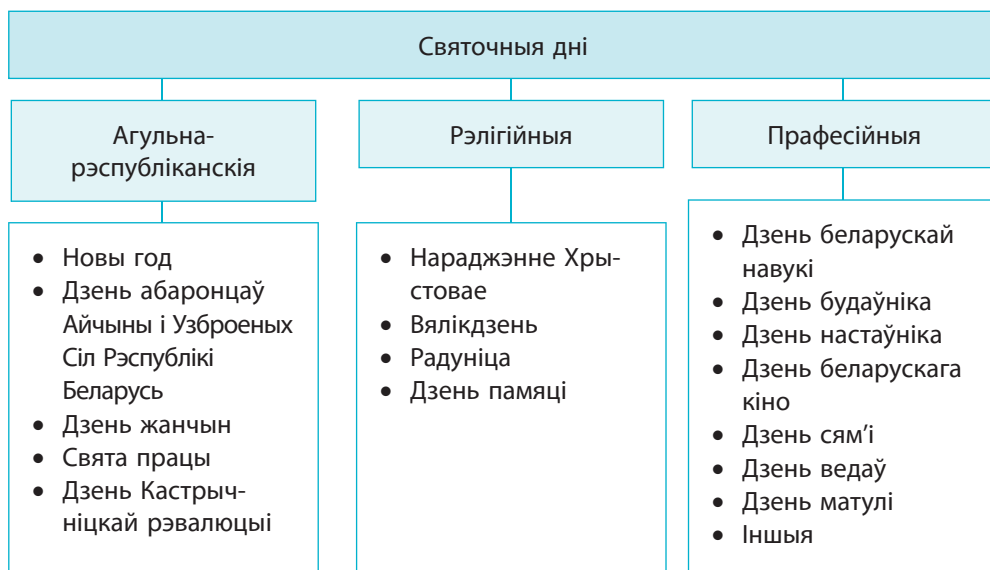 Святочныя дні
Агульна-
рэспубліканскія
• Новы год
• Дзень абаронцаў
Айчыны і Узброеных
Сіл Рэспублікі
Беларусь
• Дзень жанчын
• Свята працы
• Дзень Кастрыч-
ніцкай рэвалюцыі
Рэлігійныя
• Нараджэнне Хры-
стовае
• Вялікдзень
• Радуніца
• Дзень памяці
Прафесійныя
• Дзень беларускай
навукі
• Дзень будаўніка
• Дзень настаўніка
• Дзень беларускага
кіно
• Дзень сям'і
• Дзень ведаў
• Дзень матулі
• Іншыя